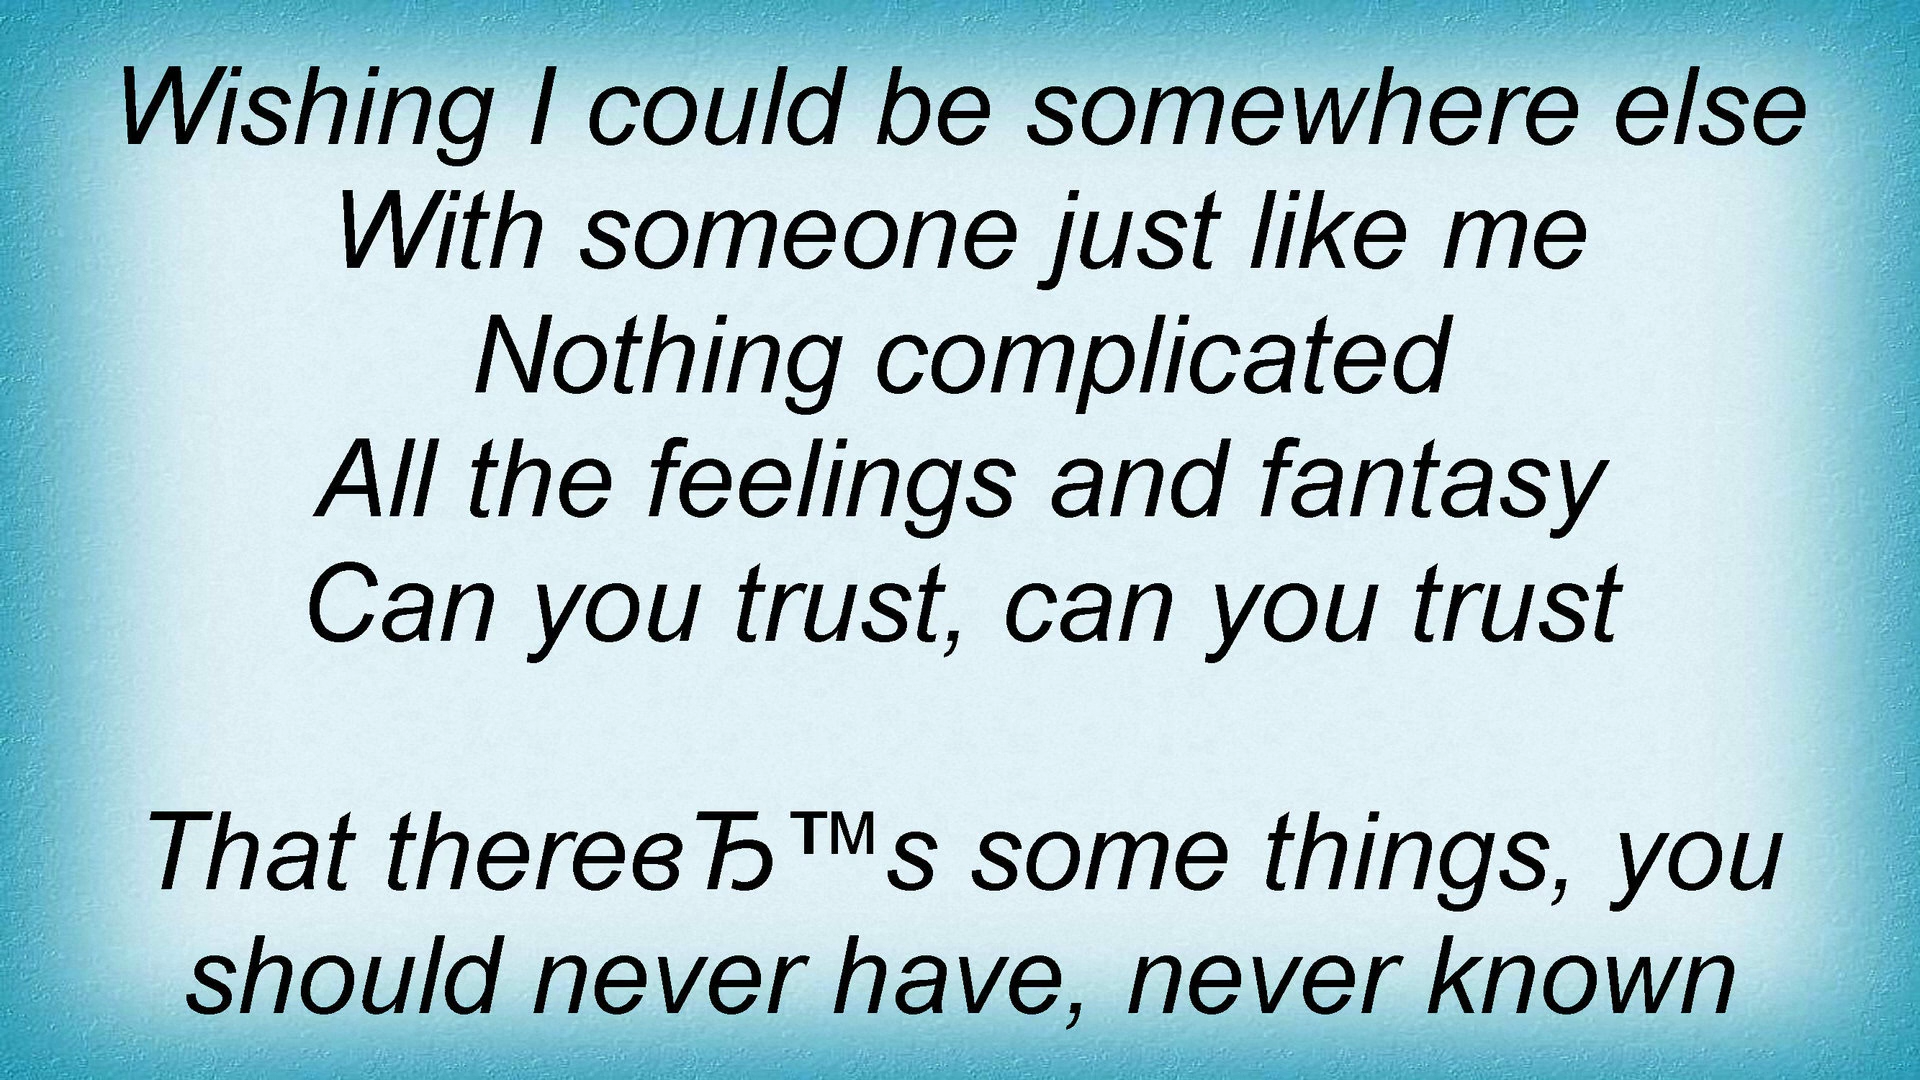 Wishing I could be somewhere else
With someone just like me
Nothing complicated
All the feelings and fantasy
Can you trust, can you trust
That thereвЂ™s some things, you
should never have, never known